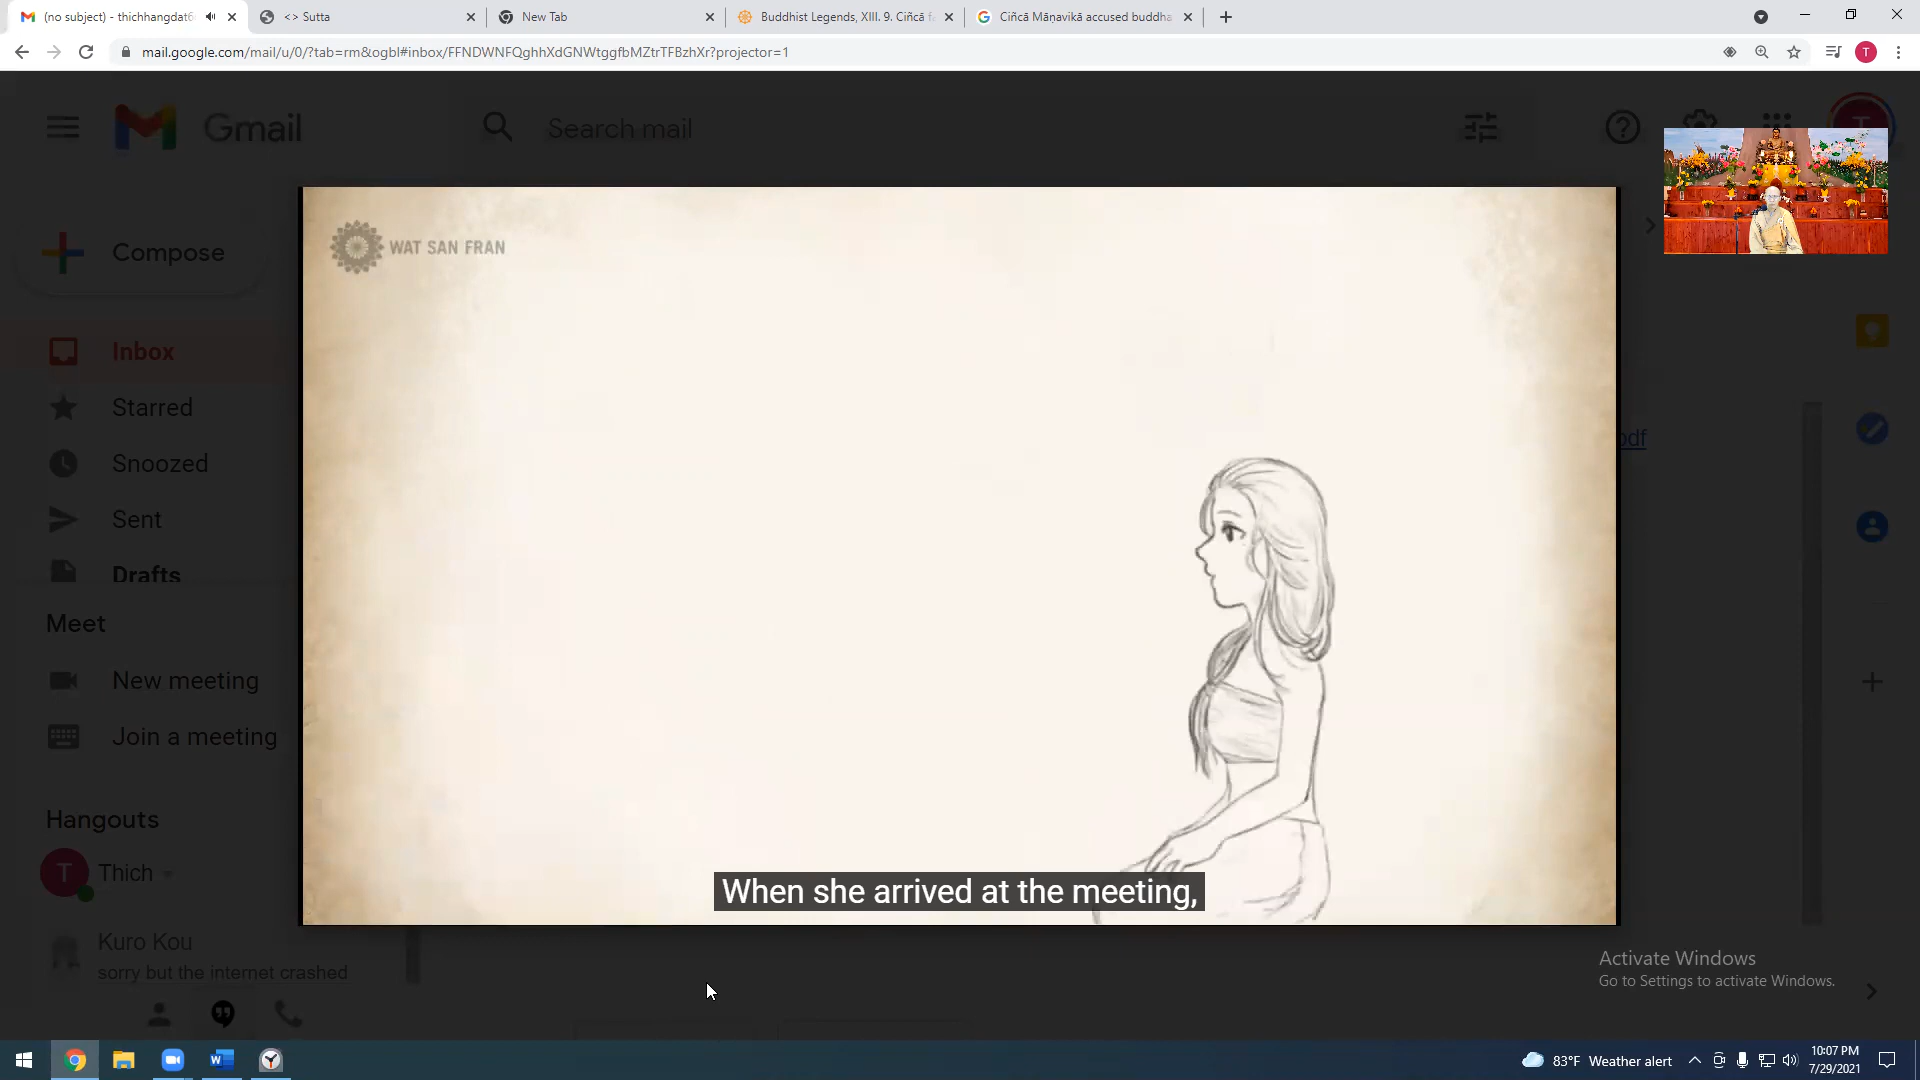 (no subject) - thichhangdat6
<> Sutta
New Tab
Buddhist Legends, XIII. 9. Ciñcā f
Ciñcā Māṇavikā accused buddha
mail.google.com/mail/u/0/?tab=rm&ogbl#inbox/FFNDWNFQghhXdGNWtggfbMZtrTFBzhXr?projector=1
T
Gmail
Search mail
WAT SAN FRAN
Compose
Inbox
Starred
Snoozed
Sent
Drafts
Meet
New meeting
Join a meeting
Hangouts
T
Thich
Kuro Kou
sorry but the internet crashed
pdf
When she arrived at the meeting,
Activate Windows
Go to Settings to activate Windows.
83°F Weather alert
10:07 PM
7/29/2021